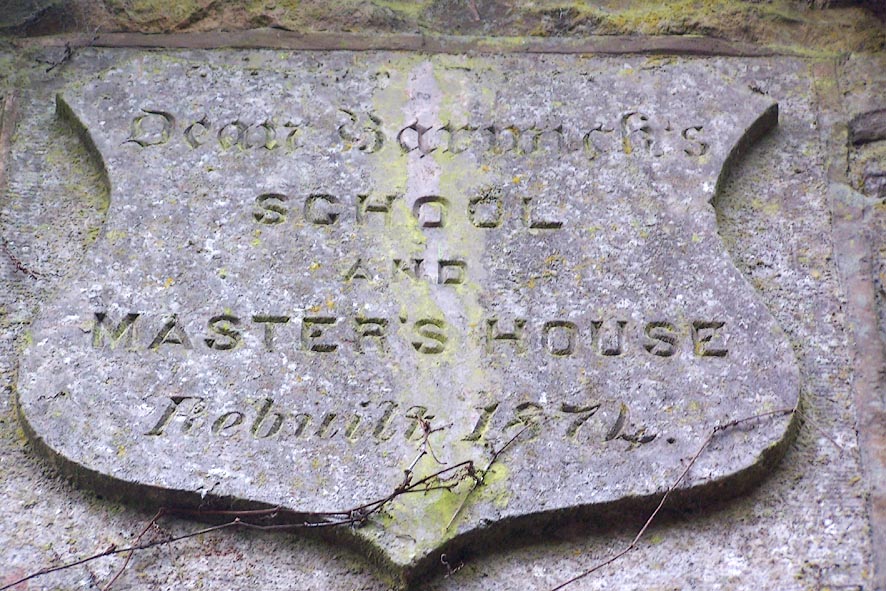 Dean Barwick's
SCHOOL
AND
MASTER'S HOUSE
Rebuilt 1874.